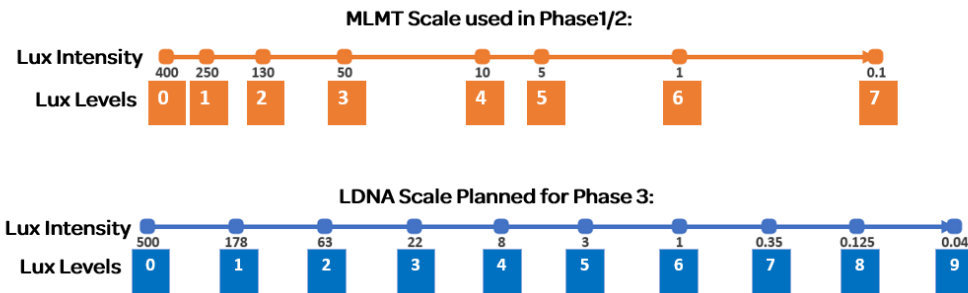 MLMT Scale used in Phase1/2:
Lux Intensity
400 250 130 50 10 5 1 0.1
Lux Levels 0 1 2 3 4 5 6 7
LDNA Scale Planned for Phase 3:
Lux Intensity
500 178 63 22 8 3 1 0.35 0.125 0.04
Lux Levels 0 1 2 3 4 5 6 7 8 9